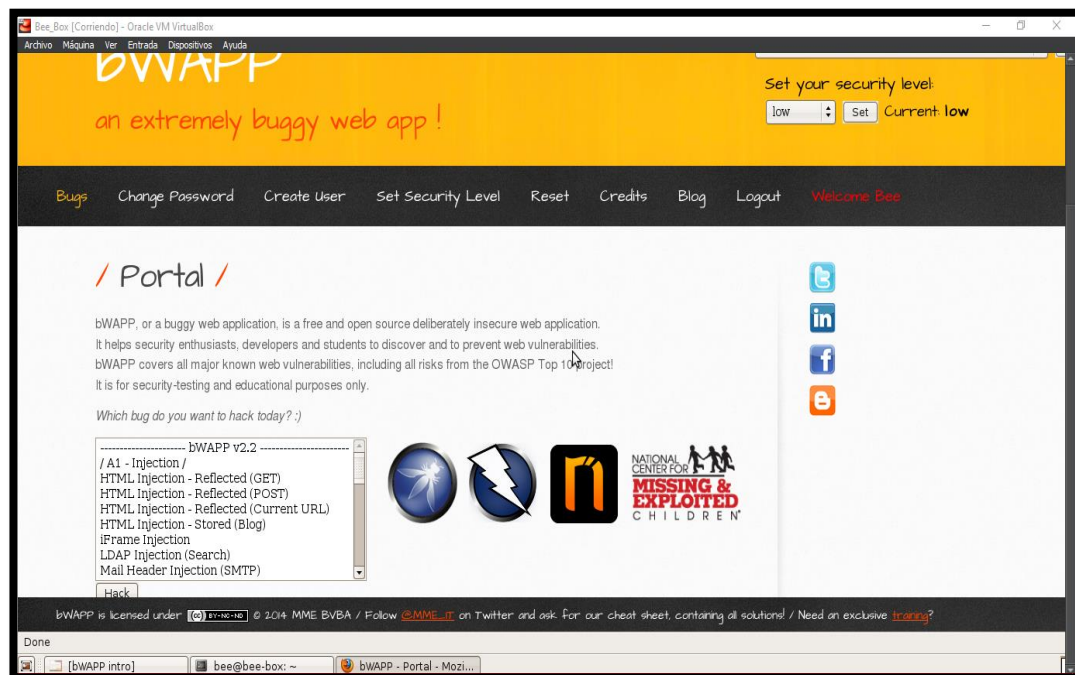 Bee_Box [Corriendo] - Oracle VM VirtualBox
Archivo Máquina Ver Entrada Dispositivos Ayuda
bWAPP
an extremely buggy web app !
Set your security level:
low Set Current: low
Bugs Change Password Create User Set Security Level Reset Credits Blog Logout Welcome Bee
/ Portal /
bWAPP, or a buggy web application, is a free and open source deliberately insecure web application.
It helps security enthusiasts, developers and students to discover and to prevent web vulnerabilities.
bWAPP covers all major known web vulnerabilities, including all risks from the OWASP Top 10 project!
It is for security-testing and educational purposes only.
Which bug do you want to hack today? :)
---------------------- bWAPP v2.2 -----------------------
/ A1 - Injection /
HTML Injection - Reflected (GET)
HTML Injection - Reflected (POST)
HTML Injection - Reflected (Current URL)
HTML Injection - Stored (Blog)
iFrame Injection
LDAP Injection (Search)
Mail Header Injection (SMTP)
NATIONAL
CENTER FOR
MISSING &
EXPLOITED
CHILDREN®
Hack
bWAPP is licensed under (cc) BY-NC-ND © 2014 MME BVBA / Follow @MME_IT on Twitter and ask for our cheat sheet, containing all solutions! / Need an exclusive training?
Done
[bWAPP intro] bee@bee-box: ~ bWAPP - Portal - Mozi...